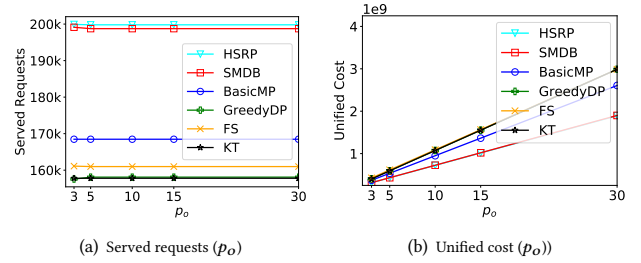 200k
190k
180k
170k
160k
Served Requests
HSRP
SMDB
BasicMP
GreedyDP
FS
KT
3 5 10 15 30
p_o
(a) Served requests (p_o)
1e9
4
3
2
1
Unified Cost
HSRP
SMDB
BasicMP
GreedyDP
FS
KT
3 5 10 15 30
p_o
(b) Unified cost (p_o))